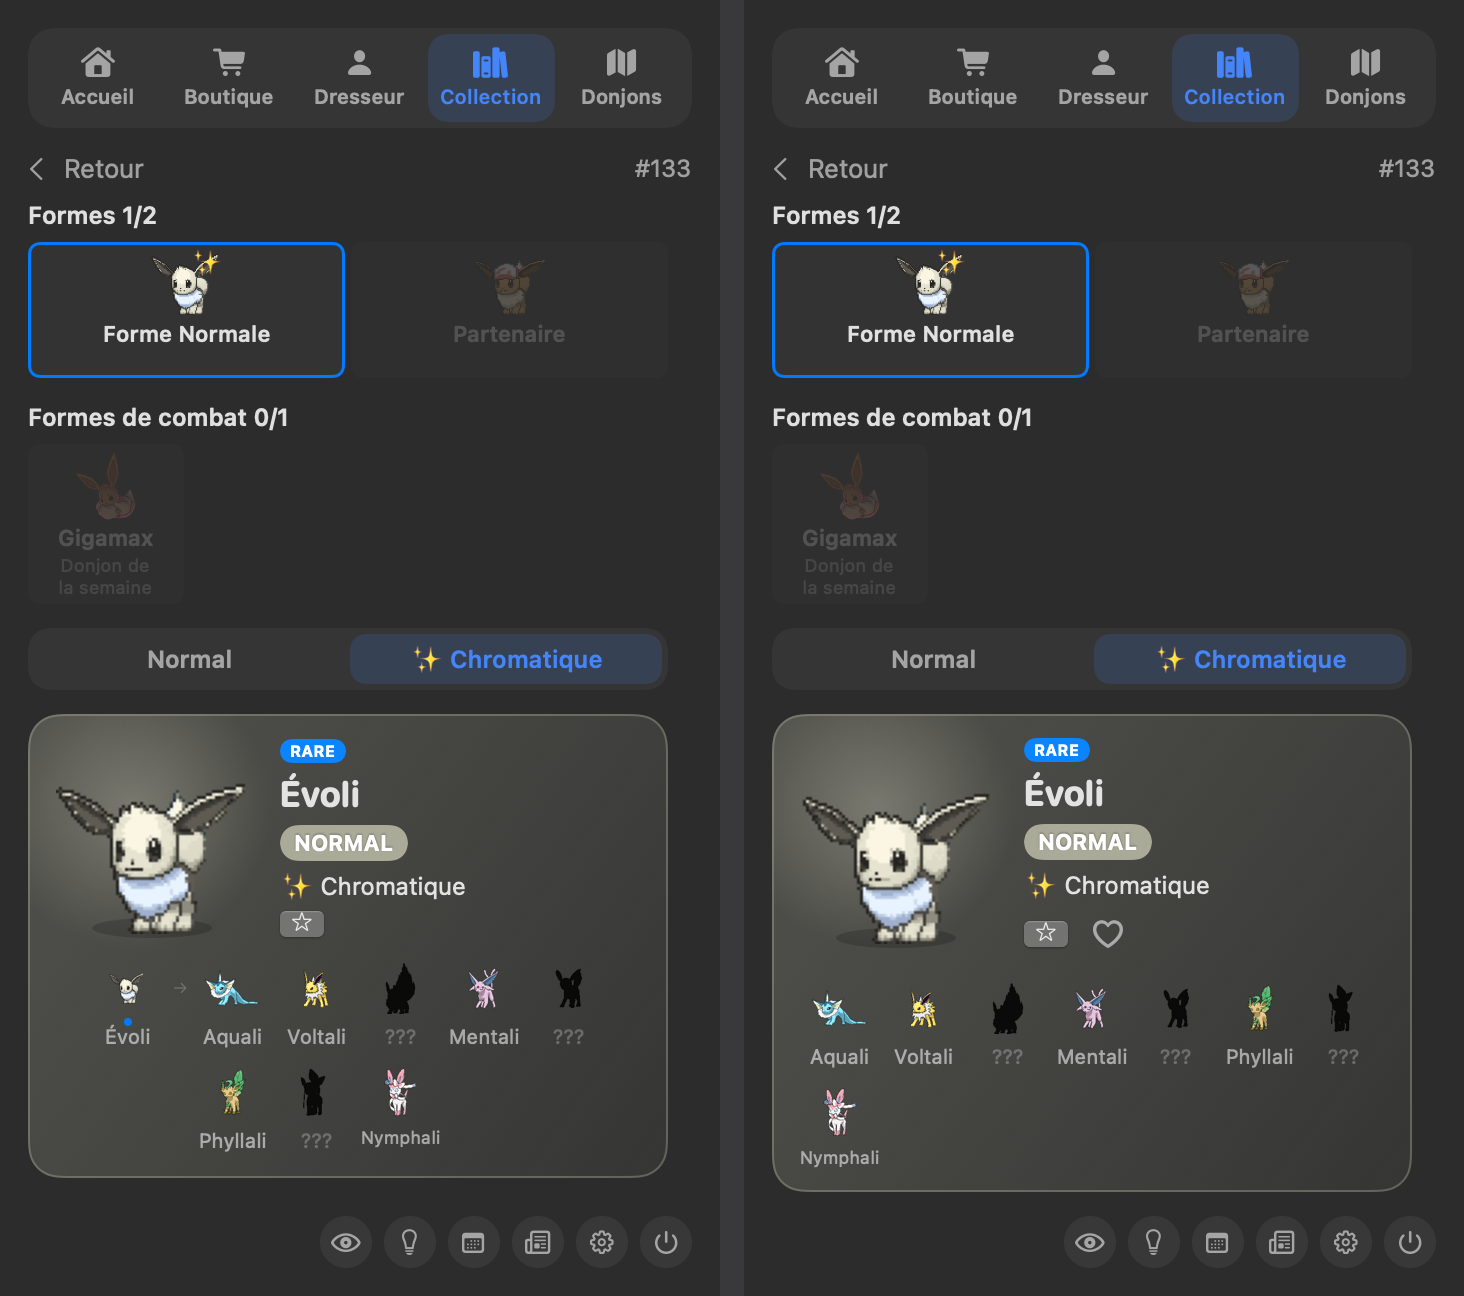 Accueil Boutique Dresseur Collection Donjons
Retour #133
Formes 1/2
Forme Normale Partenaire
Formes de combat 0/1
Gigamax
Donjon de
la semaine
Normal ✨ Chromatique
RARE
Évoli
NORMAL
✨ Chromatique
Évoli → Aquali Voltali ??? Mentali ???
Phyllali ??? Nymphali
Accueil Boutique Dresseur Collection Donjons
Retour #133
Formes 1/2
Forme Normale Partenaire
Formes de combat 0/1
Gigamax
Donjon de
la semaine
Normal ✨ Chromatique
RARE
Évoli
NORMAL
✨ Chromatique
Aquali Voltali ??? Mentali ??? Phyllali ???
Nymphali